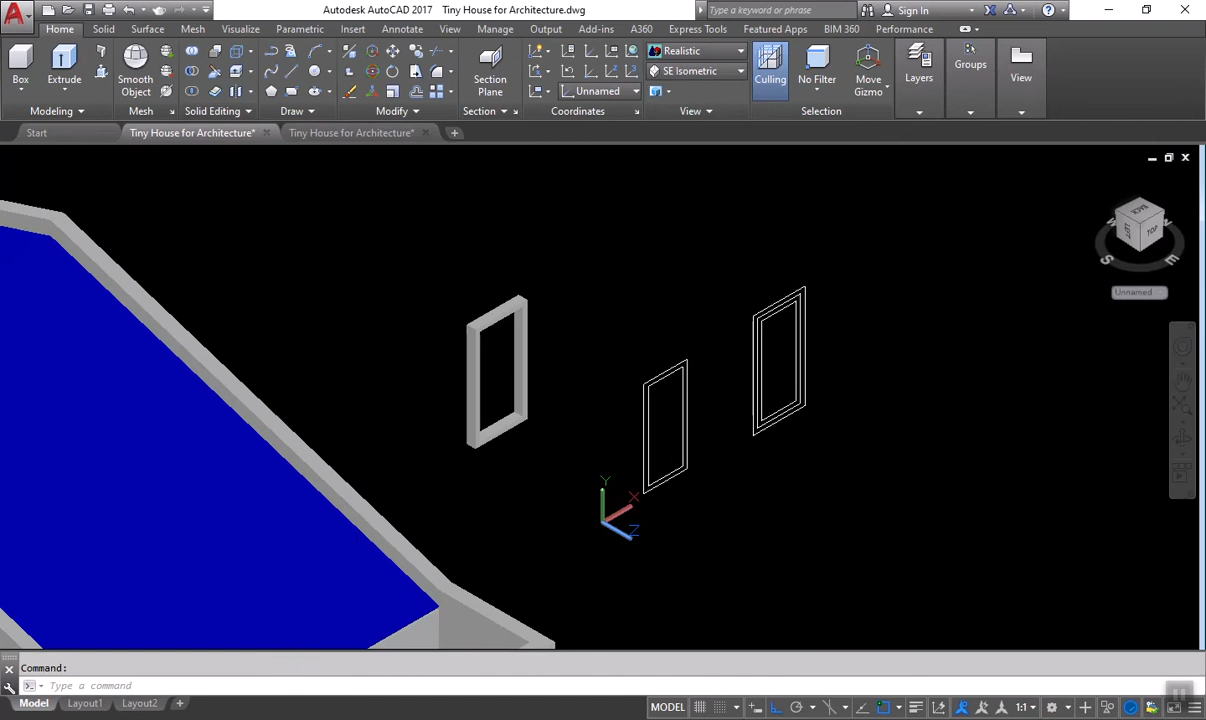 Autodesk AutoCAD 2017 Tiny House for Architecture.dwg
Type a keyword or phrase
Sign In
Home Solid Surface Mesh Visualize Parametric Insert Annotate View Manage Output Add-ins A360 Express Tools Featured Apps BIM 360 Performance
Box
Extrude
Smooth Object
Section Plane
Realistic
SE Isometric
Unnamed
Culling
No Filter
Move Gizmo
Layers
Groups
View
Modeling Mesh Solid Editing Draw Modify Section Coordinates View Selection
Start Tiny House for Architecture* Tiny House for Architecture*
BACK
LEFT
TOP
W
N
S
E
Unnamed
Y
X
Z
Command:
Type a command
Model Layout1 Layout2
MODEL
1:1